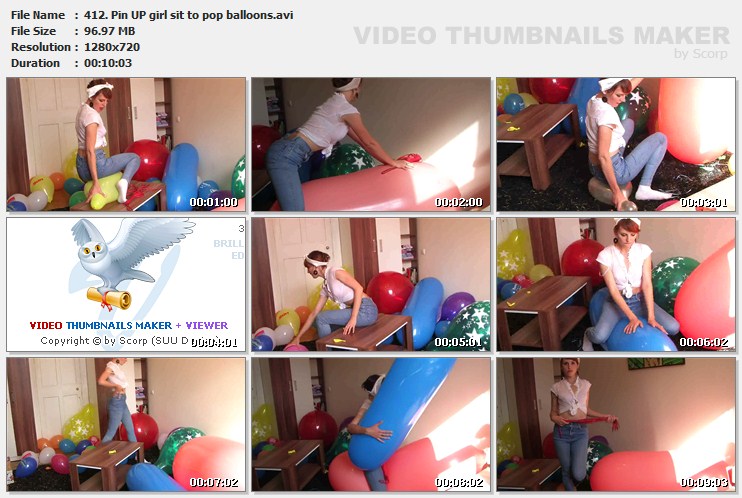 File Name : 412. Pin UP girl sit to pop balloons.avi
File Size : 96.97 MB
Resolution : 1280x720
Duration : 00:10:03
VIDEO THUMBNAILS MAKER
by Scorp
00:01:00
00:02:00
00:03:01
3
BRILL
ED
VIDEO THUMBNAILS MAKER + VIEWER
Copyright © by Scorp (SUU D
00:04:01
00:05:01
00:06:02
00:07:02
00:08:02
00:09:03